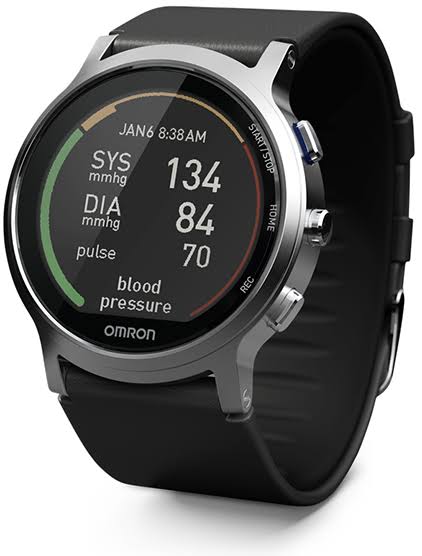 JAN6 8:38AM
SYS 134
mmhg
DIA 84
mmhg
pulse 70
blood
pressure
OMRON
START/STOP
HOME
REC